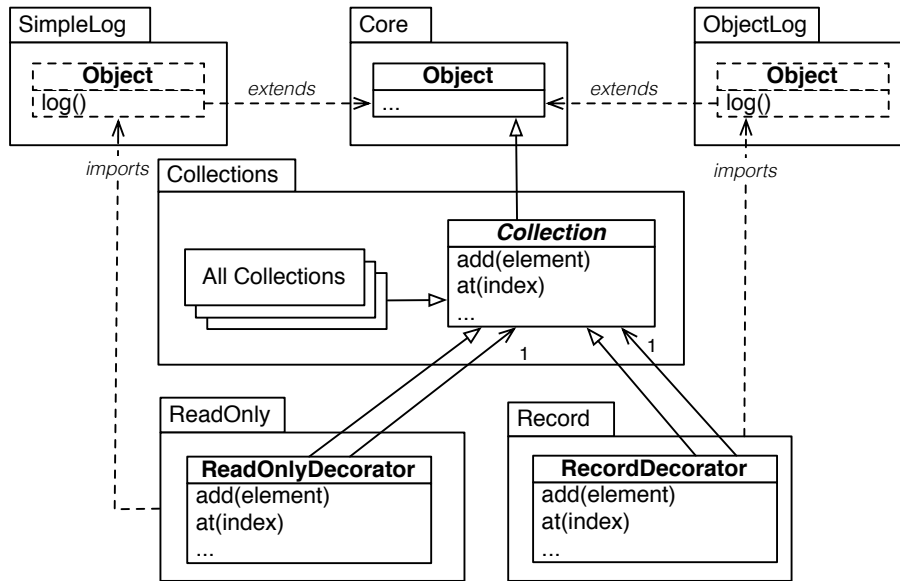 SimpleLog
Core
ObjectLog
Object
log()
extends
Object
...
extends
Object
log()
imports
imports
Collections
Collection
add(element)
at(index)
...
All Collections
1
1
ReadOnly
ReadOnlyDecorator
add(element)
at(index)
...
Record
RecordDecorator
add(element)
at(index)
...